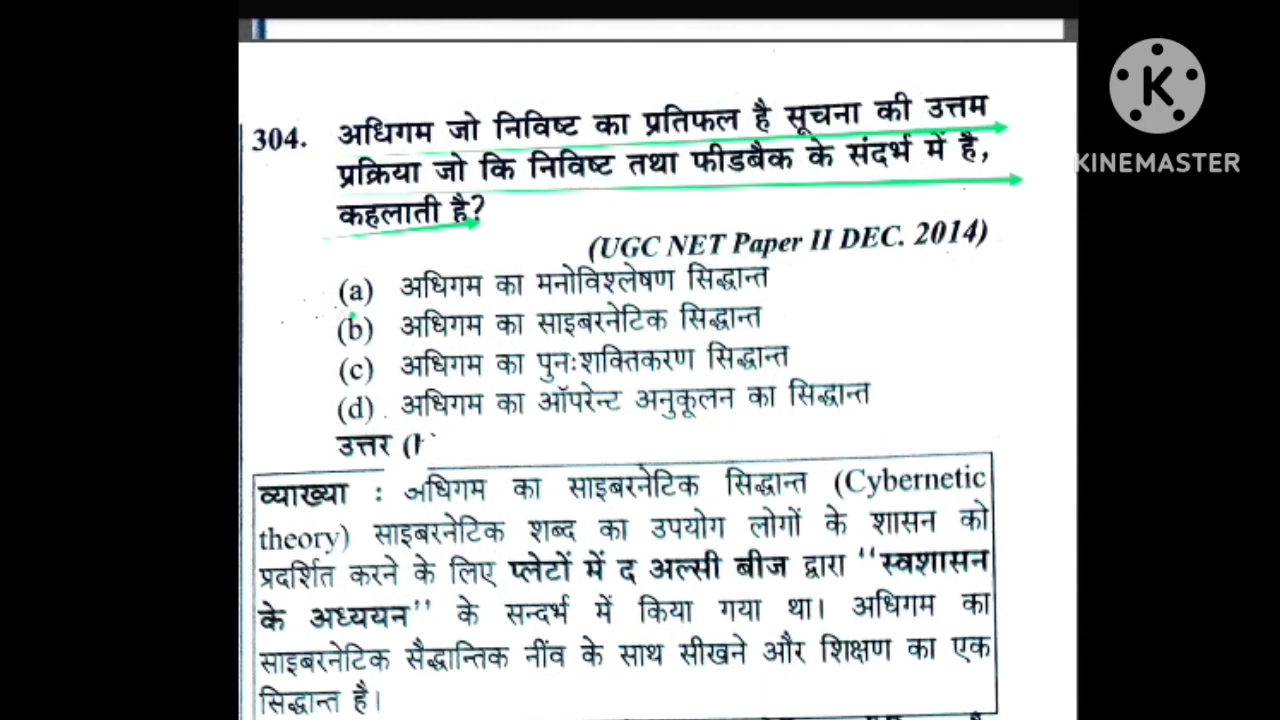 304. अधिगम जो निविष्ट का प्रतिफल है सूचना की उत्तम
प्रक्रिया जो कि निविष्ट तथा फीडबैक के संदर्भ में है,
कहलाती है?
(UGC NET Paper II DEC. 2014)
(a) अधिगम का मनोविश्लेषण सिद्धान्त
(b) अधिगम का साइबरनेटिक सिद्धान्त
(c) अधिगम का पुनःशक्तिकरण सिद्धान्त
(d) अधिगम का ऑपरेन्ट अनुकूलन का सिद्धान्त
उत्तर
व्याख्या : अधिगम का साइबरनेटिक सिद्धान्त (Cybernetic
theory) साइबरनेटिक शब्द का उपयोग लोगों के शासन को
प्रदर्शित करने के लिए प्लेटों में द अल्सी बीज द्वारा "स्वशासन
के अध्ययन" के सन्दर्भ में किया गया था। अधिगम का
साइबरनेटिक सैद्धान्तिक नींव के साथ सीखने और शिक्षण का एक
सिद्धान्त है।
K
KINEMASTER